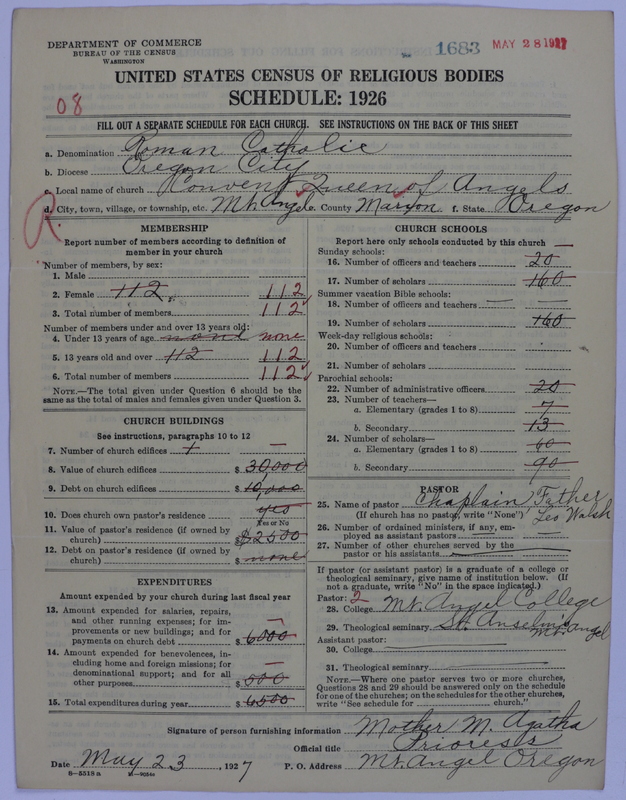 DEPARTMENT OF COMMERCE
BUREAU OF THE CENSUS
WASHINGTON
1683 MAY 28 1927
UNITED STATES CENSUS OF RELIGIOUS BODIES
SCHEDULE: 1926
08
FILL OUT A SEPARATE SCHEDULE FOR EACH CHURCH. SEE INSTRUCTIONS ON THE BACK OF THIS SHEET
a. Denomination Roman Catholic
b. Diocese Oregon City
c. Local name of church Convent Queen of Angels
d. City, town, village, or township, etc. Mt. Angel e. County Marion f. State Oregon
R.
MEMBERSHIP
Report number of members according to definition of
member in your church
Number of members, by sex:
1. Male
2. Female 112 112
3. Total number of members 112
Number of members under and over 13 years old:
4. Under 13 years of age none none
5. 13 years old and over 112 112
6. Total number of members 112
NOTE.—The total given under Question 6 should be the
same as the total of males and females given under Question 3.
CHURCH BUILDINGS
See instructions, paragraphs 10 to 12
7. Number of church edifices 1 —
8. Value of church edifices $ 30,000
9. Debt on church edifices $ 10,000
10. Does church own pastor's residence yes
Yes or No
11. Value of pastor's residence (if owned by
church) $ $2500
12. Debt on pastor's residence (if owned by
church) $ none
EXPENDITURES
Amount expended by your church during last fiscal year
13. Amount expended for salaries, repairs,
and other running expenses; for im-
provements or new buildings; and for
payments on church debt $ 6000
14. Amount expended for benevolences, in-
cluding home and foreign missions; for
denominational support; and for all
other purposes $ 500
15. Total expenditures during year $ 6500
CHURCH SCHOOLS
Report here only schools conducted by this church —
Sunday schools:
16. Number of officers and teachers 20
17. Number of scholars 160
Summer vacation Bible schools:
18. Number of officers and teachers — —
19. Number of scholars 160
Week-day religious schools:
20. Number of officers and teachers
21. Number of scholars
Parochial schools:
22. Number of administrative officers 20
23. Number of teachers—
a. Elementary (grades 1 to 8) 7
b. Secondary 13
24. Number of scholars—
a. Elementary (grades 1 to 8) 60
b. Secondary 90
PASTOR
25. Name of pastor Chaplain, Father
(If church has no pastor, write "None") Leo Walsh
26. Number of ordained ministers, if any, em-
ployed as assistant pastors
27. Number of other churches served by the
pastor or his assistants
If pastor (or assistant pastor) is a graduate of a college or
theological seminary, give name of institution below. (If
not a graduate, write "No" in the space indicated.)
Pastor: 2
28. College Mt. Angel College
29. Theological seminary St. Anselm's
Mt. Angel
Assistant pastor:
30. College
31. Theological seminary
NOTE.—Where one pastor serves two or more churches,
Questions 28 and 29 should be answered only on the schedule
for one of the churches; on the schedules for the other churches,
write "See schedule for church."
Signature of person furnishing information Mother M. Agatha
Official title Prioress
Date May 23, 1927 P. O. Address Mt. Angel Oregon